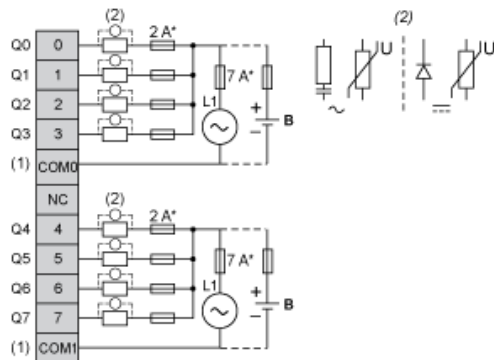 (2) 2 A* (2)
Q0 0
Q1 1 U U
Q2 2 7 A*
Q3 3 L1 + B
~ −
(1) COM0
NC (2)
Q4 4 2 A*
Q5 5 7 A*
Q6 6 L1 +
~ B
Q7 7 −
(1) COM1